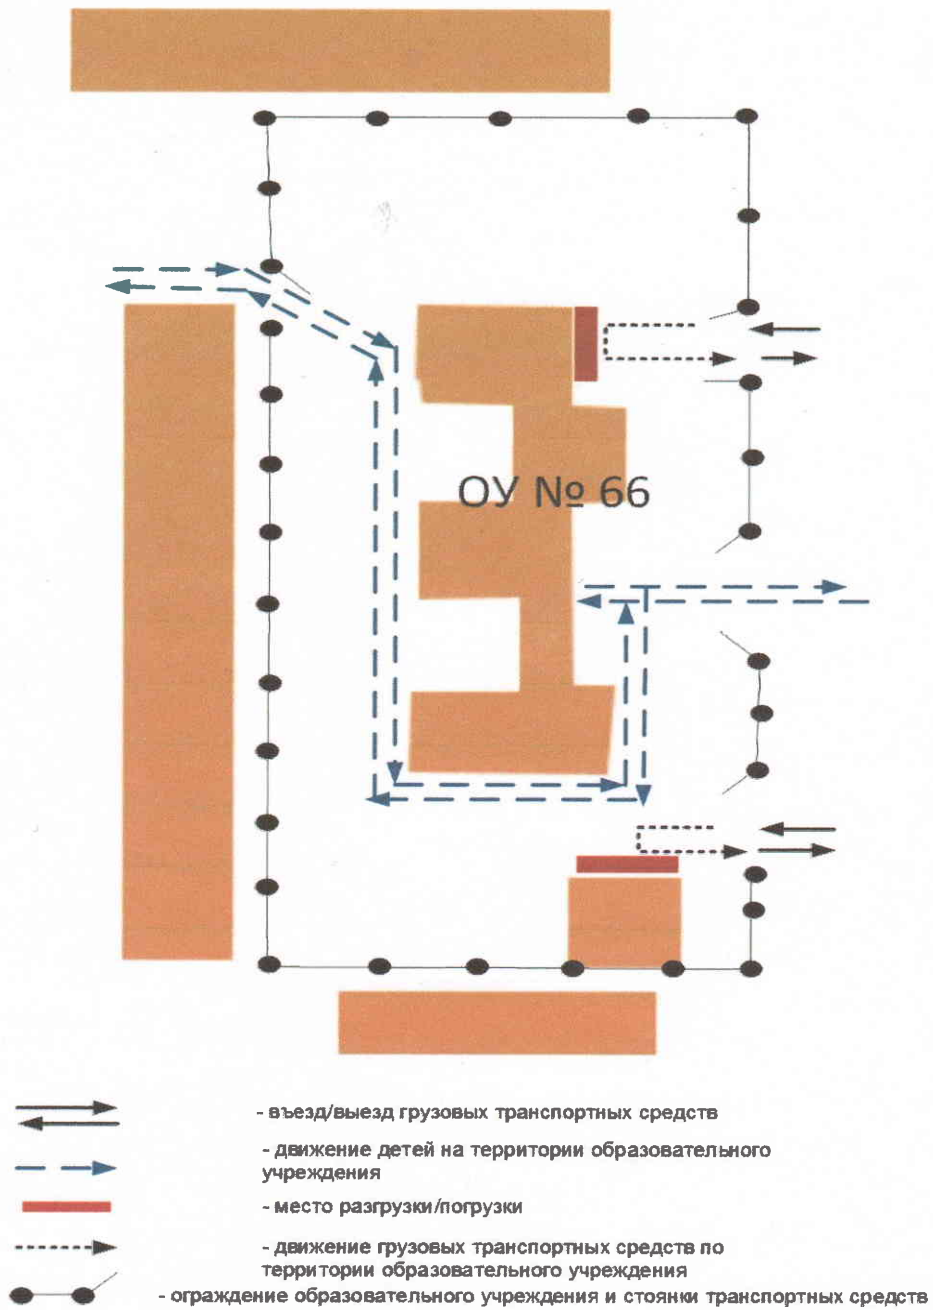 ОУ № 66
- въезд/выезд грузовых транспортных средств
- движение детей на территории образовательного
учреждения
- место разгрузки/погрузки
- движение грузовых транспортных средств по
территории образовательного учреждения
- ограждение образовательного учреждения и стоянки транспортных средств